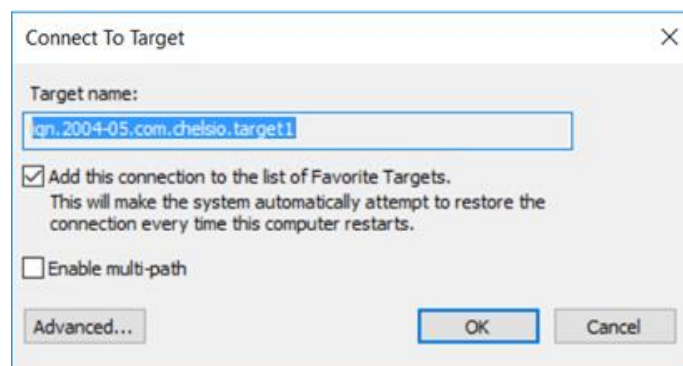 Connect To Target
Target name:
iqn.2004-05.com.chelsio.target1
Add this connection to the list of Favorite Targets.
This will make the system automatically attempt to restore the
connection every time this computer restarts.
Enable multi-path
Advanced...
OK
Cancel